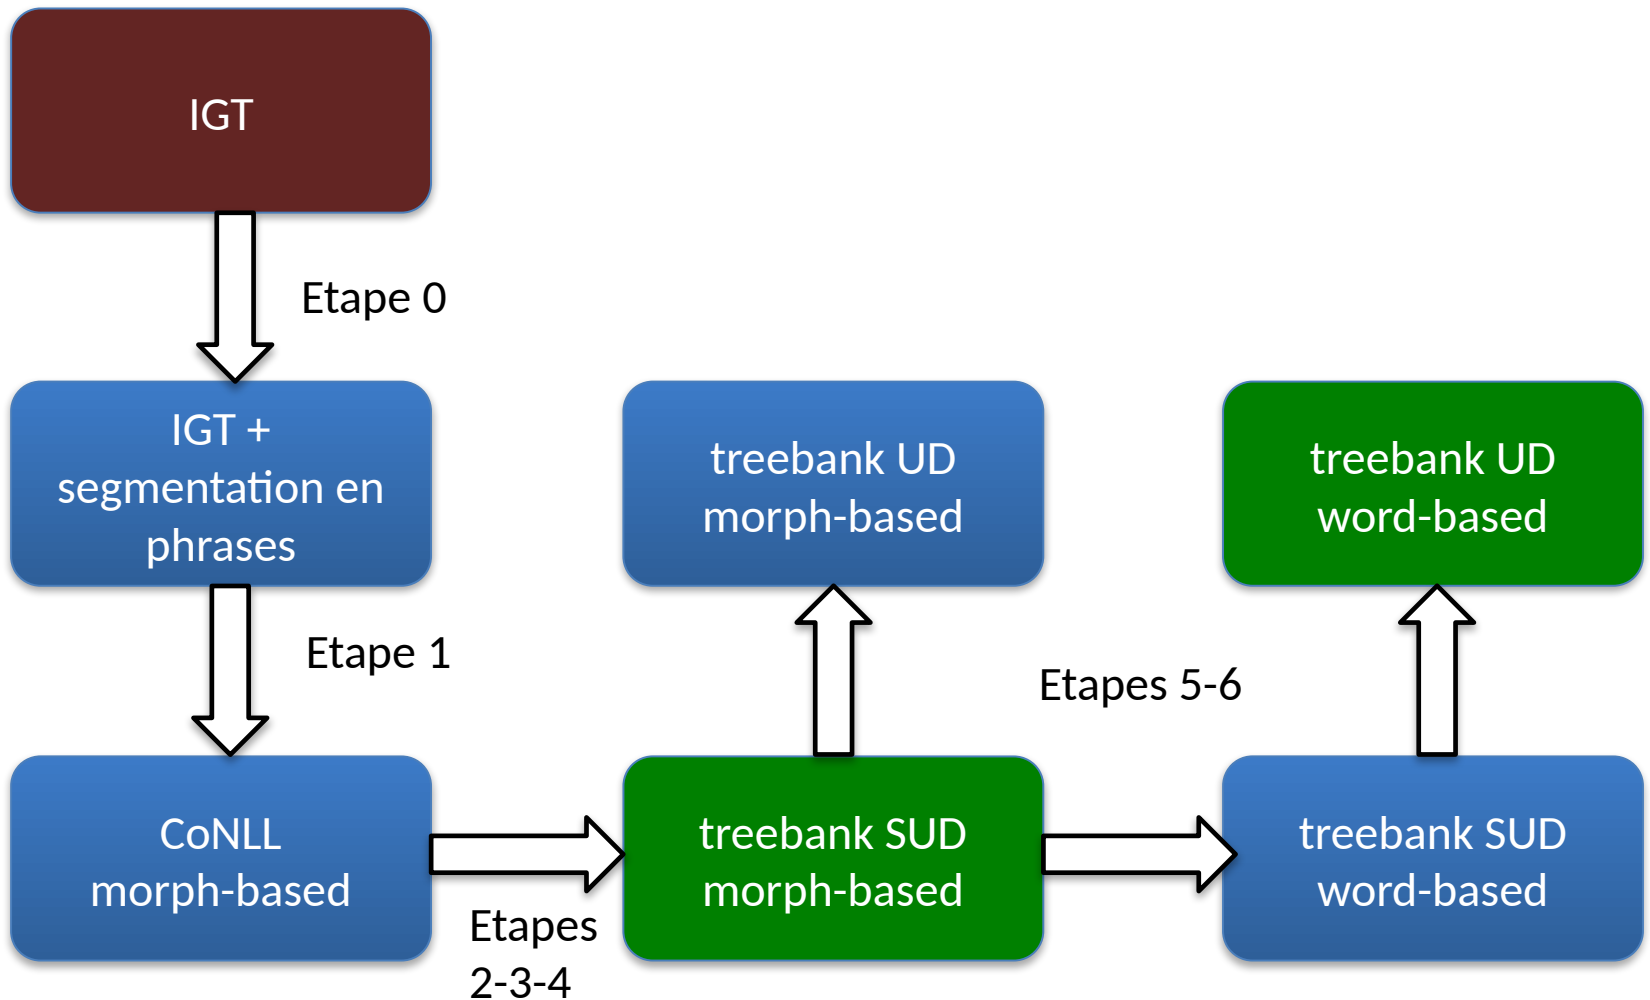 IGT
Etape 0
IGT +
segmentation en
phrases
treebank UD
morph-based
treebank UD
word-based
Etape 1
Etapes 5-6
CoNLL
morph-based
Etapes
2-3-4
treebank SUD
morph-based
treebank SUD
word-based